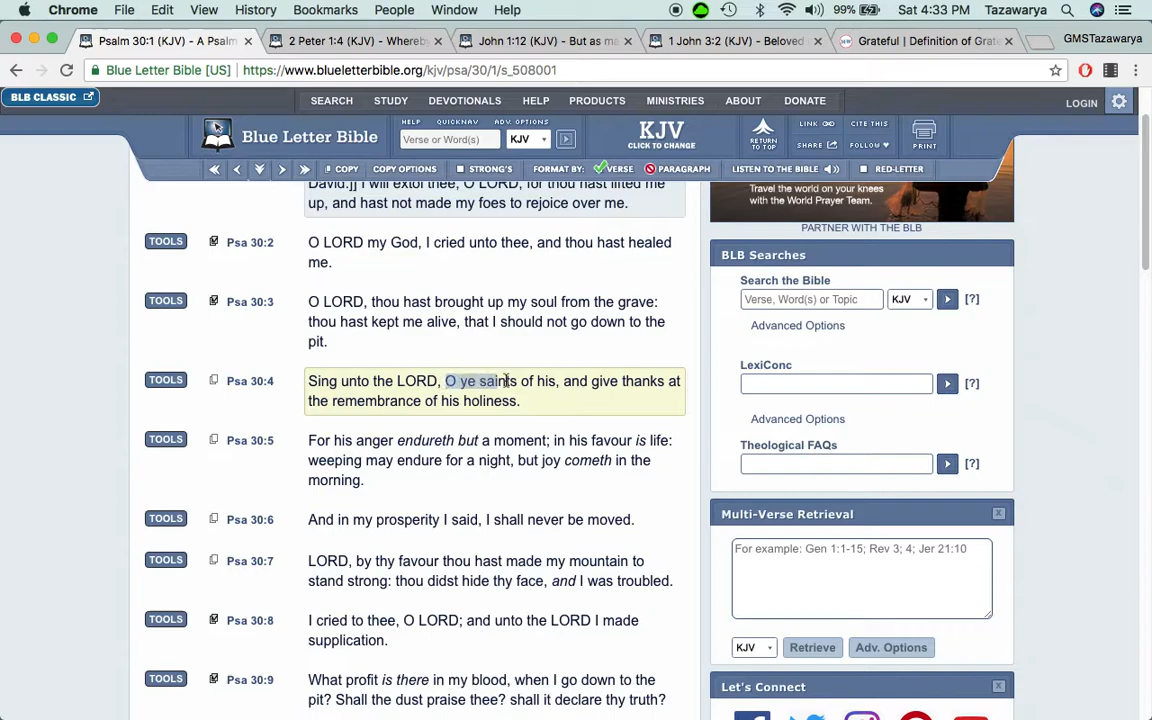 Chrome File Edit View History Bookmarks People Window Help 99% Sat 4:33 PM Tazawarya
Psalm 30:1 (KJV) - A Psalm 2 Peter 1:4 (KJV) - Whereby John 1:12 (KJV) - But as ma 1 John 3:2 (KJV) - Beloved Grateful | Definition of Grate GMSTazawarya
Blue Letter Bible [US] https://www.blueletterbible.org/kjv/psa/30/1/s_508001
BLB CLASSIC SEARCH STUDY DEVOTIONALS HELP PRODUCTS MINISTRIES ABOUT DONATE LOGIN
HELP QUICKNAV ADV. OPTIONS
Blue Letter Bible Verse or Word(s) KJV
KJV
CLICK TO CHANGE
RETURN
TO TOP
LINK CITE THIS
SHARE FOLLOW PRINT
COPY COPY OPTIONS STRONG'S FORMAT BY: VERSE PARAGRAPH LISTEN TO THE BIBLE RED-LETTER
David.]] I will extol thee, O LORD; for thou hast lifted me
up, and hast not made my foes to rejoice over me.
TOOLS Psa 30:2 O LORD my God, I cried unto thee, and thou hast healed
me.
TOOLS Psa 30:3 O LORD, thou hast brought up my soul from the grave:
thou hast kept me alive, that I should not go down to the
pit.
TOOLS Psa 30:4 Sing unto the LORD, O ye saints of his, and give thanks at
the remembrance of his holiness.
TOOLS Psa 30:5 For his anger endureth but a moment; in his favour is life:
weeping may endure for a night, but joy cometh in the
morning.
TOOLS Psa 30:6 And in my prosperity I said, I shall never be moved.
TOOLS Psa 30:7 LORD, by thy favour thou hast made my mountain to
stand strong: thou didst hide thy face, and I was troubled.
TOOLS Psa 30:8 I cried to thee, O LORD; and unto the LORD I made
supplication.
TOOLS Psa 30:9 What profit is there in my blood, when I go down to the
pit? Shall the dust praise thee? shall it declare thy truth?
Travel the world on your knees
with the World Prayer Team.
PARTNER WITH THE BLB
BLB Searches
Search the Bible
Verse, Word(s) or Topic KJV [?]
Advanced Options
LexiConc
[?]
Advanced Options
Theological FAQs
[?]
Multi-Verse Retrieval x
For example: Gen 1:1-15; Rev 3; 4; Jer 21:10
KJV Retrieve Adv. Options
Let's Connect x